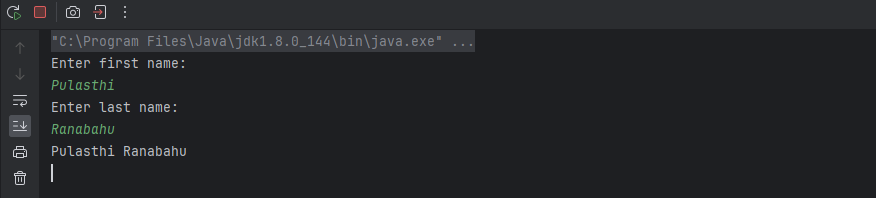 "C:\Program Files\Java\jdk1.8.0_144\bin\java.exe" ...
Enter first name:
Pulasthi
Enter last name:
Ranabahu
Pulasthi Ranabahu